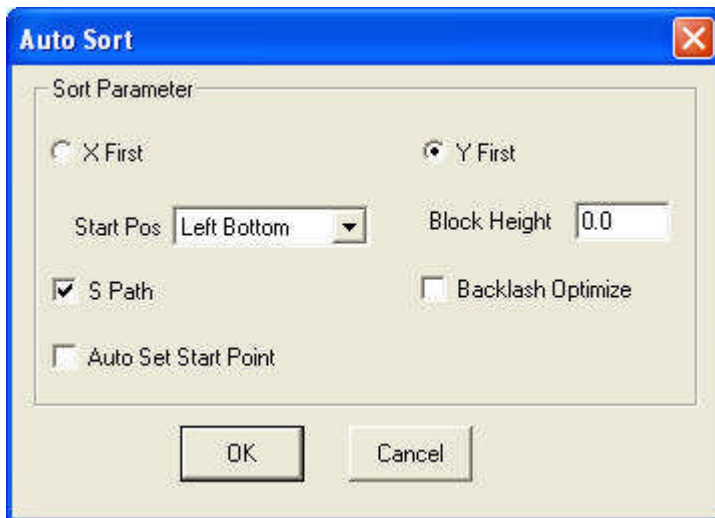 Auto Sort
Sort Parameter
X First
Y First
Start Pos Left Bottom
Block Height 0.0
S Path
Backlash Optimize
Auto Set Start Point
OK
Cancel